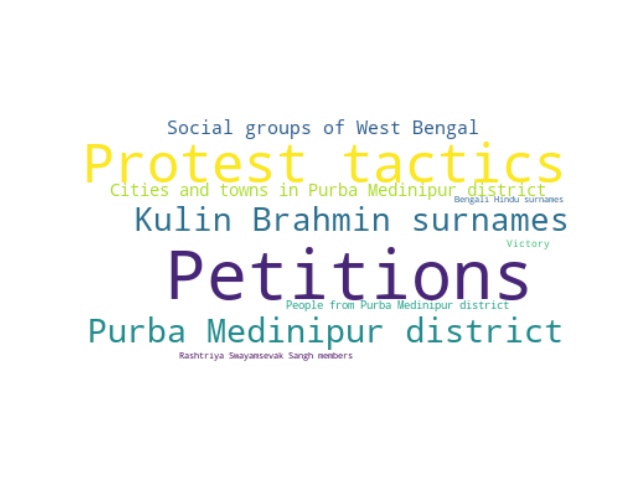 Social groups of West Bengal
Protest tactics
Cities and towns in Purba Medinipur district
Bengali Hindu surnames
Kulin Brahmin surnames
Victory
Petitions
People from Purba Medinipur district
Purba Medinipur district
Rashtriya Swayamsevak Sangh members